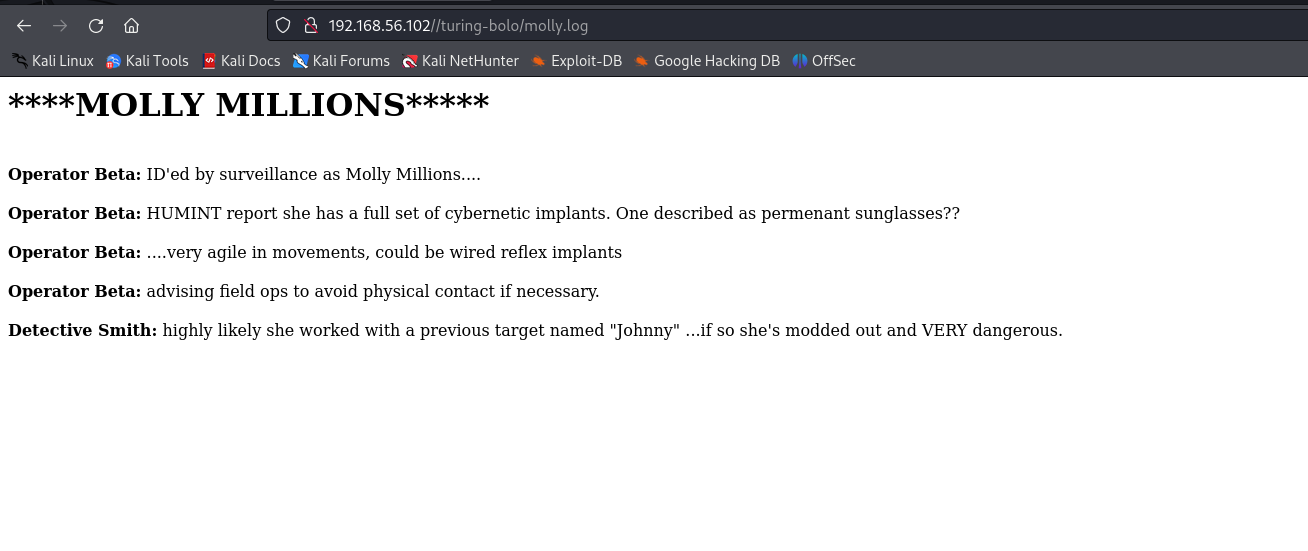 192.168.56.102//turing-bolo/molly.log
Kali Linux Kali Tools Kali Docs Kali Forums Kali NetHunter Exploit-DB Google Hacking DB OffSec
****MOLLY MILLIONS*****
Operator Beta: ID'ed by surveillance as Molly Millions....
Operator Beta: HUMINT report she has a full set of cybernetic implants. One described as permenant sunglasses??
Operator Beta: ....very agile in movements, could be wired reflex implants
Operator Beta: advising field ops to avoid physical contact if necessary.
Detective Smith: highly likely she worked with a previous target named "Johnny" ...if so she's modded out and VERY dangerous.